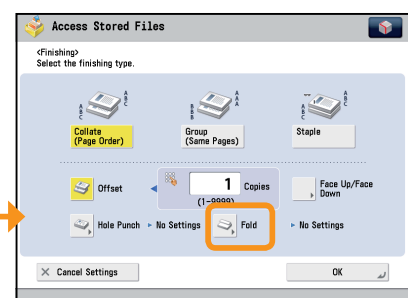 Access Stored Files
<Finishing>
Select the finishing type.
A B C
A B C
B B B
A A A
A B C
A B C
Collate
(Page Order)
Group
(Same Pages)
Staple
Offset
1 Copies
(1-9999)
Face Up/Face
Down
Hole Punch ▸ No Settings
Fold ▸ No Settings
× Cancel Settings
OK